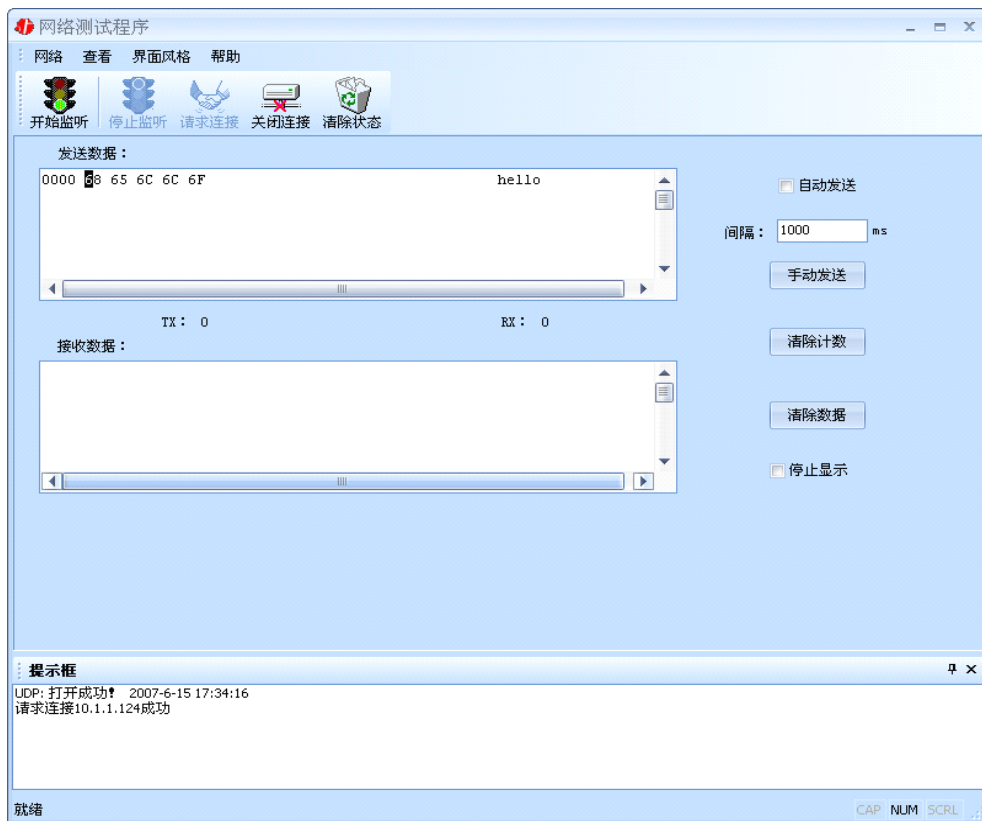 网络测试程序
网络 查看 界面风格 帮助
开始监听 停止监听 请求连接 关闭连接 清除状态
发送数据：
0000 68 65 6C 6C 6F hello
自动发送
间隔： 1000 ms
手动发送
TX： 0 RX： 0
清除计数
接收数据：
清除数据
停止显示
提示框
UDP: 打开成功! 2007-6-15 17:34:16
请求连接10.1.1.124成功
就绪 CAP NUM SCRL